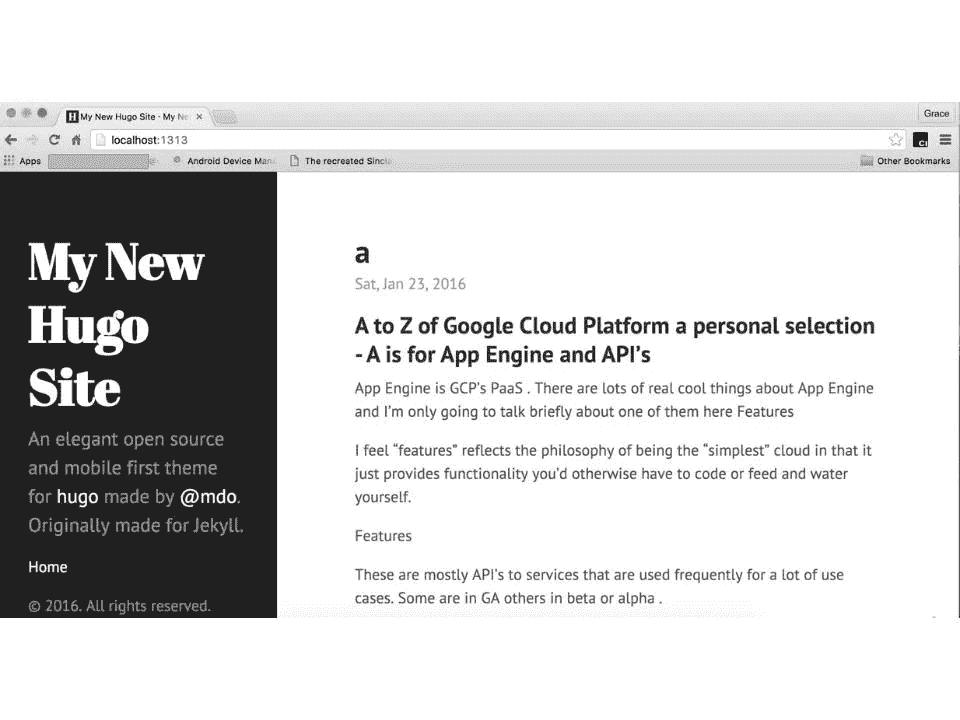 H My New Hugo Site - My Ne
Grace
localhost:1313
Apps
Android Device Man
The recreated Sincla
Other Bookmarks
My New
Hugo
Site
An elegant open source
and mobile first theme
for hugo made by @mdo.
Originally made for Jekyll.
Home
© 2016. All rights reserved.
a
Sat, Jan 23, 2016
A to Z of Google Cloud Platform a personal selection
- A is for App Engine and API’s
App Engine is GCP’s PaaS . There are lots of real cool things about App Engine
and I’m only going to talk briefly about one of them here Features
I feel “features” reflects the philosophy of being the “simplest” cloud in that it
just provides functionality you’d otherwise have to code or feed and water
yourself.
Features
These are mostly API’s to services that are used frequently for a lot of use
cases. Some are in GA others in beta or alpha .